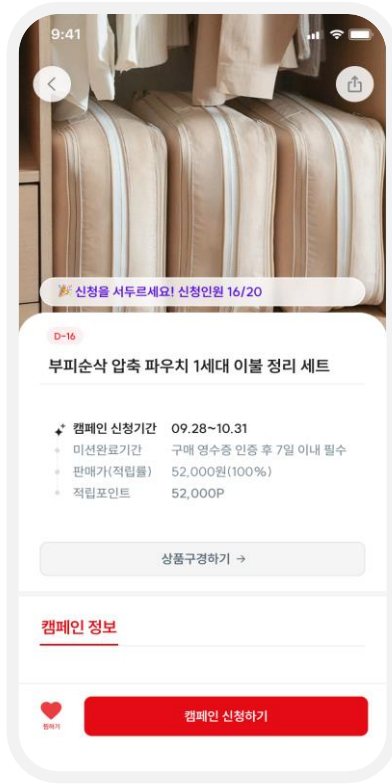 9:41
🎉 신청을 서두르세요! 신청인원 16/20
D-16
부피순삭 압축 파우치 1세대 이불 정리 세트
캠페인 신청기간 09.28~10.31
미션완료기간 구매 영수증 인증 후 7일 이내 필수
판매가(적립률) 52,000원(100%)
적립포인트 52,000P
상품구경하기 →
캠페인 정보
찜하기
캠페인 신청하기